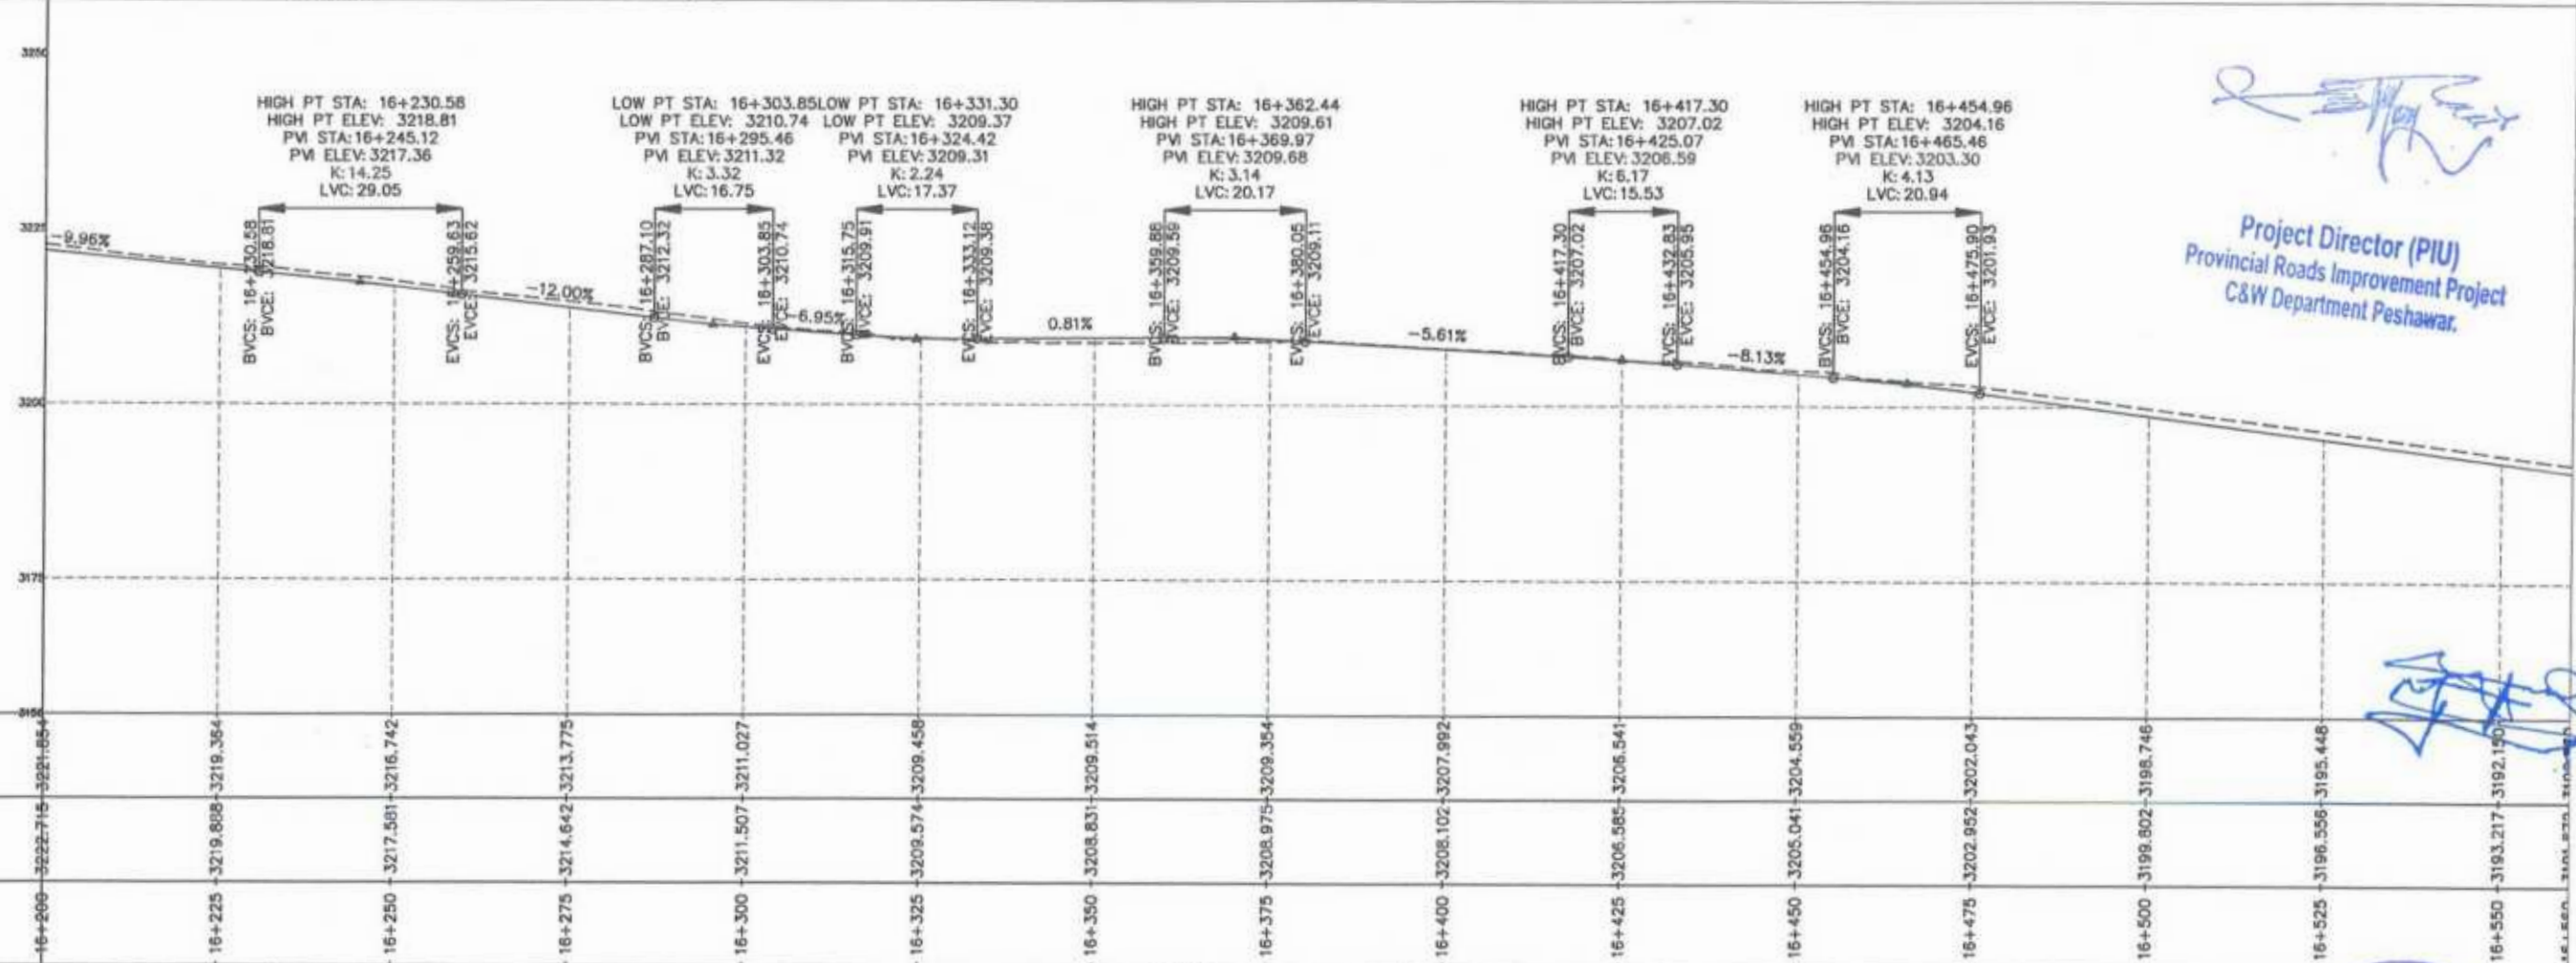 3250
HIGH PT STA: 16+230.58
HIGH PT ELEV: 3218.81
PVI STA:16+245.12
PVI ELEV:3217.36
K:14.25
LVC:29.05
LOW PT STA: 16+303.85
LOW PT ELEV: 3210.74
PVI STA:16+295.46
PVI ELEV:3211.32
K:3.32
LVC:16.75
LOW PT STA: 16+331.30
LOW PT ELEV: 3209.37
PVI STA:16+324.42
PVI ELEV:3209.31
K:2.24
LVC:17.37
HIGH PT STA: 16+362.44
HIGH PT ELEV: 3209.61
PVI STA:16+369.97
PVI ELEV:3209.68
K:3.14
LVC:20.17
HIGH PT STA: 16+417.30
HIGH PT ELEV: 3207.02
PVI STA:16+425.07
PVI ELEV:3206.59
K:6.17
LVC:15.53
HIGH PT STA: 16+454.96
HIGH PT ELEV: 3204.16
PVI STA:16+465.46
PVI ELEV:3203.30
K:4.13
LVC:20.94
Project Director (PIU)
Provincial Roads Improvement Project
C&W Department Peshawar.
3225
BVCS: 16+230.58
BVCE: 3218.81
EVCS: 16+259.63
EVCE: 3215.62
BVCS: 16+287.10
BVCE: 3212.32
EVCS: 16+303.85
EVCE: 3210.74
BVCS: 16+315.75
BVCE: 3209.91
EVCS: 16+333.12
EVCE: 3209.38
BVCS: 16+359.88
BVCE: 3209.59
EVCS: 16+380.05
EVCE: 3209.11
BVCS: 16+417.30
BVCE: 3207.02
EVCS: 16+432.83
EVCE: 3205.95
BVCS: 16+454.96
BVCE: 3204.16
EVCS: 16+475.90
EVCE: 3201.93
-9.96%
-12.00%
-6.95%
0.81%
-5.61%
-8.13%
3200
3175
3150
3221.854
3219.364
3216.742
3213.775
3211.027
3209.458
3209.514
3209.354
3207.992
3206.541
3204.559
3202.043
3198.746
3195.448
3192.150
3222.715
3219.888
3217.581
3214.642
3211.507
3209.574
3208.831
3208.975
3208.102
3206.585
3205.041
3202.952
3199.802
3196.556
3193.217
16+200
16+225
16+250
16+275
16+300
16+325
16+350
16+375
16+400
16+425
16+450
16+475
16+500
16+525
16+550